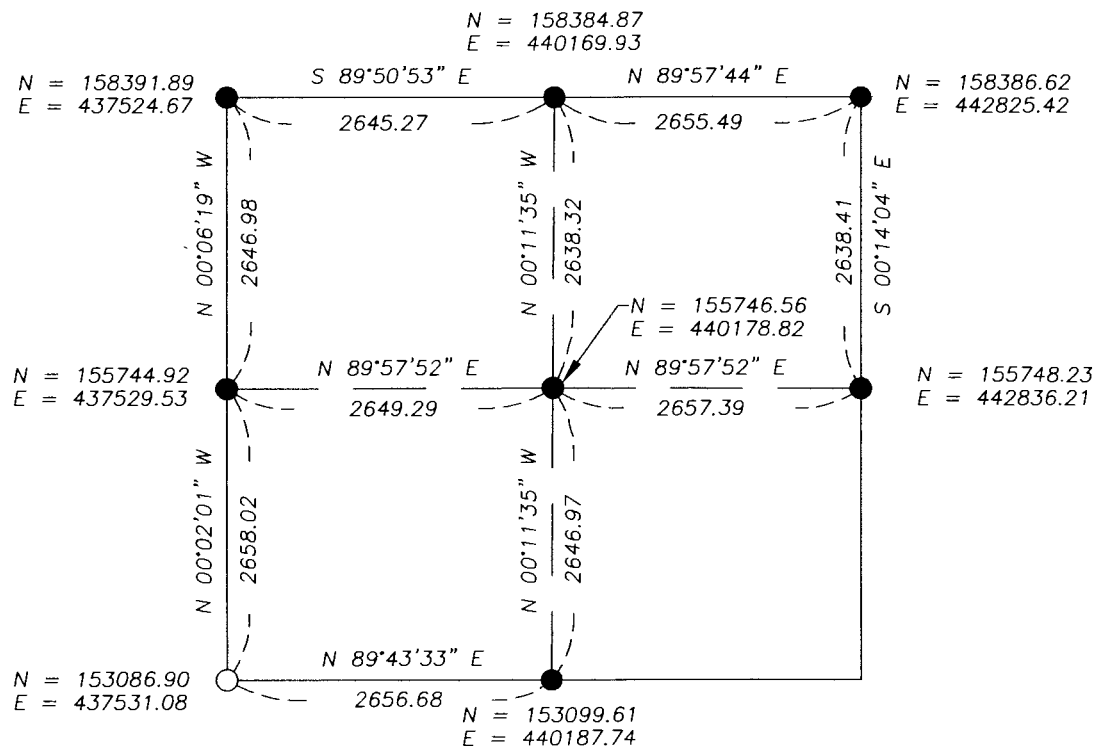 N = 158384.87
E = 440169.93
N = 158391.89
E = 437524.67
S 89°50'53" E
N 89°57'44" E
N = 158386.62
E = 442825.42
2645.27
2655.49
N 00°06'19" W
2646.98
N 00°11'35" W
2638.32
2638.41
S 00°14'04" E
N = 155746.56
E = 440178.82
N = 155744.92
E = 437529.53
N 89°57'52" E
N 89°57'52" E
N = 155748.23
E = 442836.21
2649.29
2657.39
N 00°02'01" W
2658.02
N 00°11'35" W
2646.97
N 89°43'33" E
N = 153086.90
E = 437531.08
2656.68
N = 153099.61
E = 440187.74